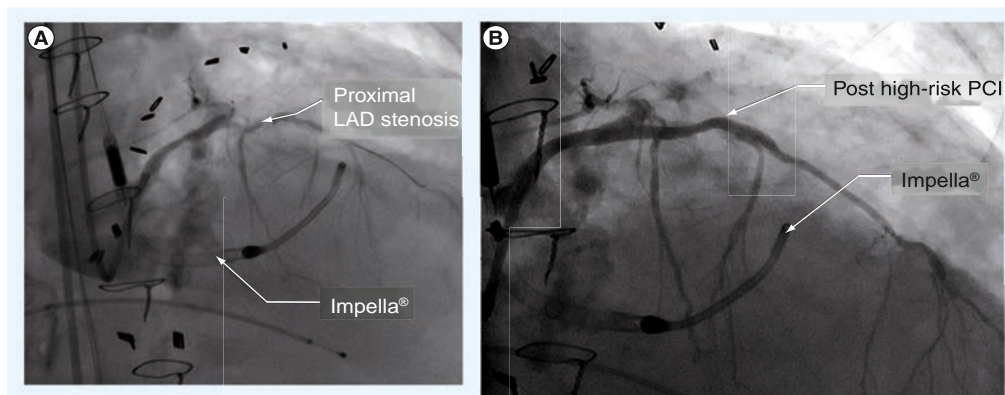 A
Proximal
LAD stenosis
Impella®
B
Post high-risk PCI
Impella®